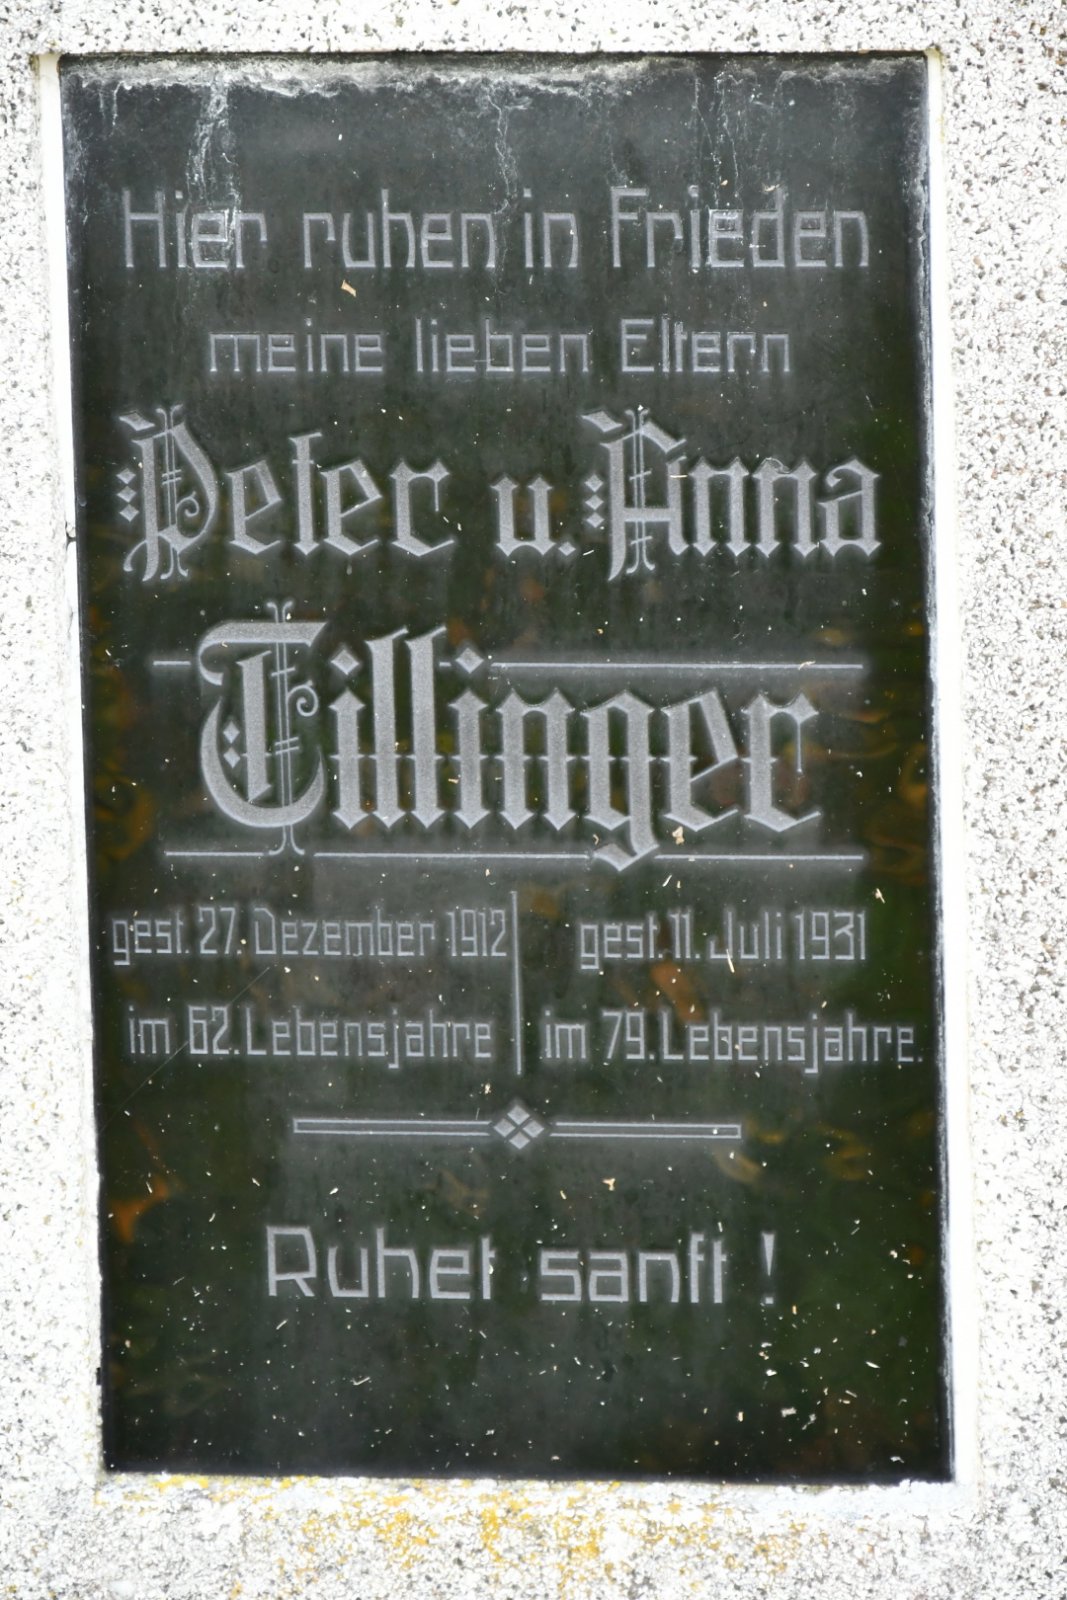 Hier ruhen in Frieden
meine lieben Eltern
Peter u. Anna
Tillinger
gest. 27. Dezember 1912
im 62. Lebensjahre
gest. 11. Juli 1931
im 79. Lebensjahre.
Ruhet sanft !